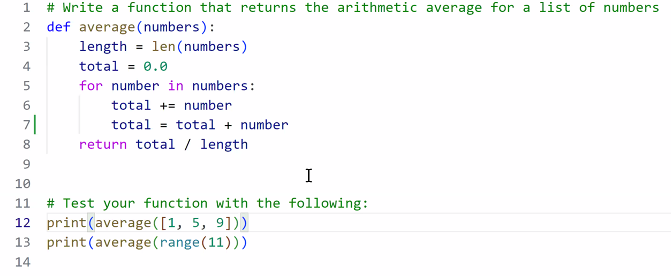 1 # Write a function that returns the arithmetic average for a list of numbers
2 def average(numbers):
3     length = len(numbers)
4     total = 0.0
5     for number in numbers:
6         total += number
7         total = total + number
8     return total / length
9
10
11 # Test your function with the following:
12 print(average([1, 5, 9]))
13 print(average(range(11)))
14